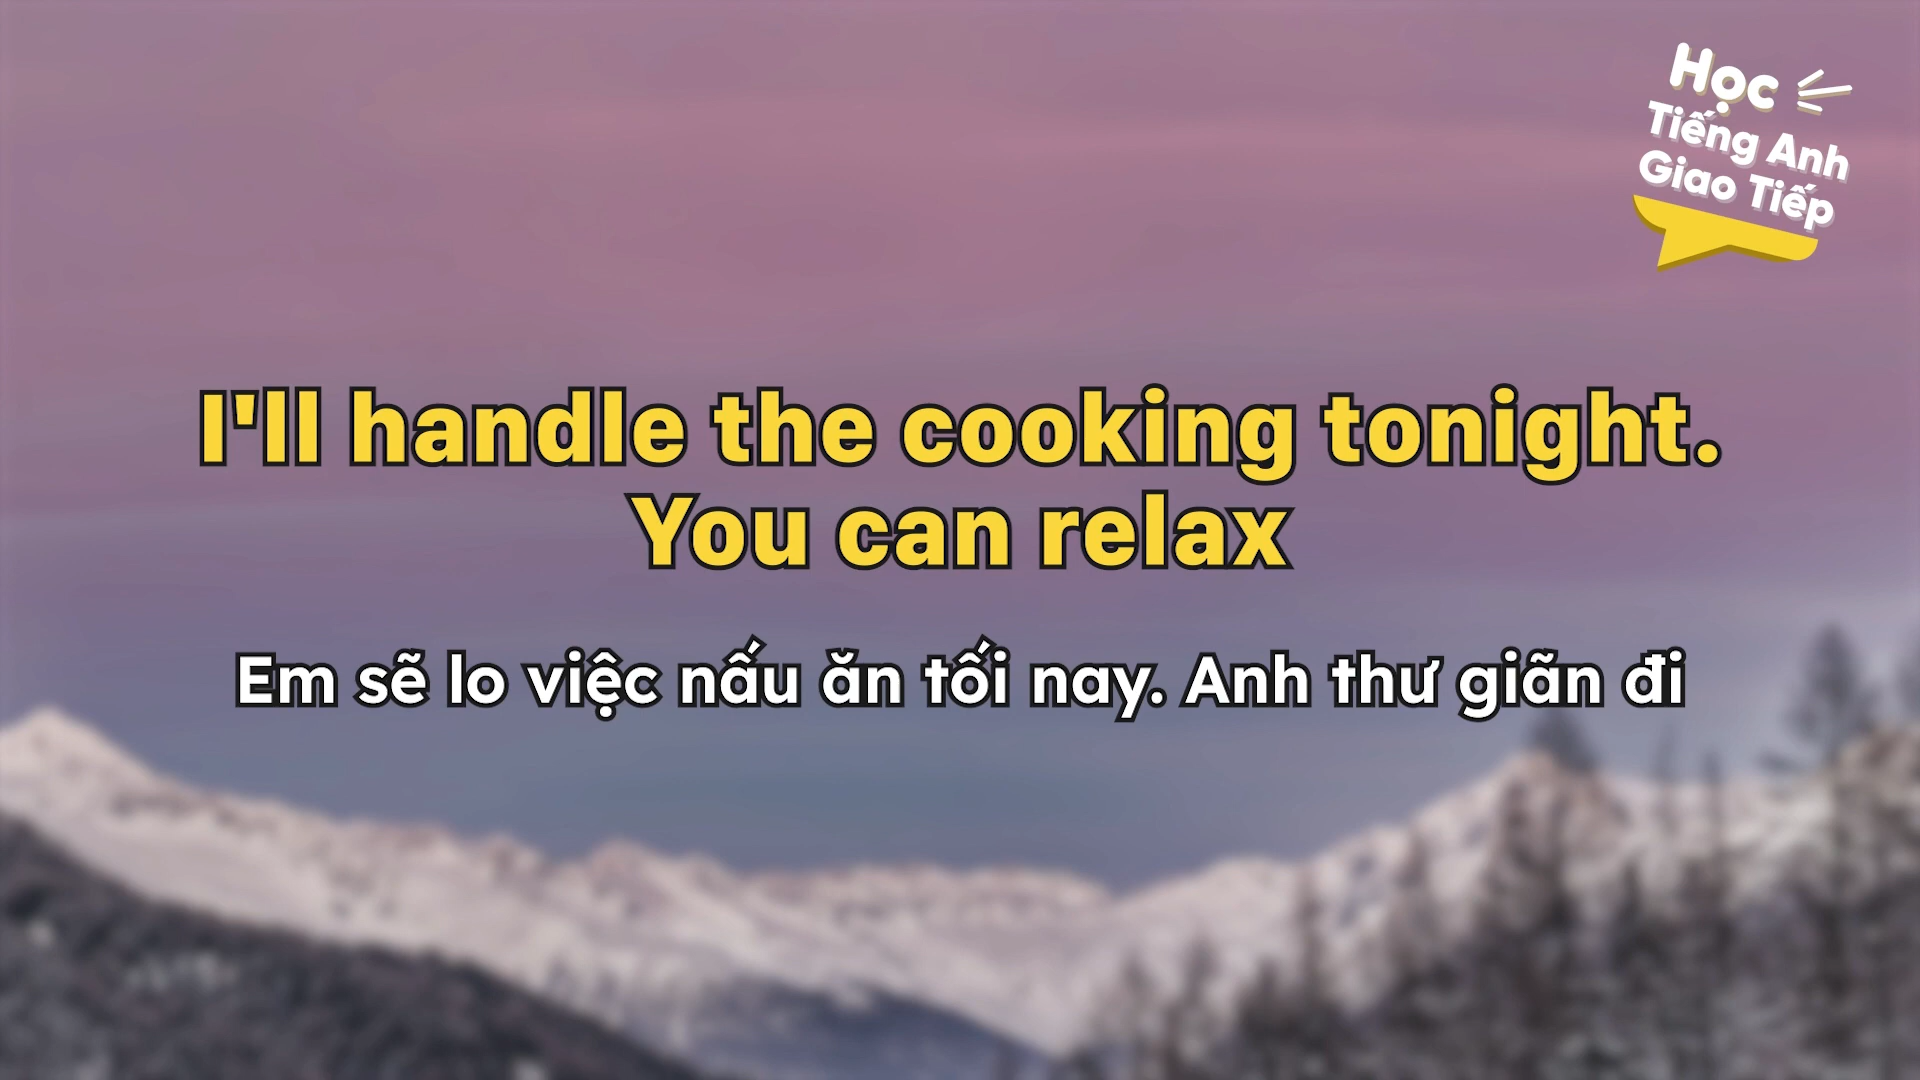 Học
Tiếng Anh
Giao Tiếp
I'll handle the cooking tonight.
You can relax
Em sẽ lo việc nấu ăn tối nay. Anh thư giãn đi